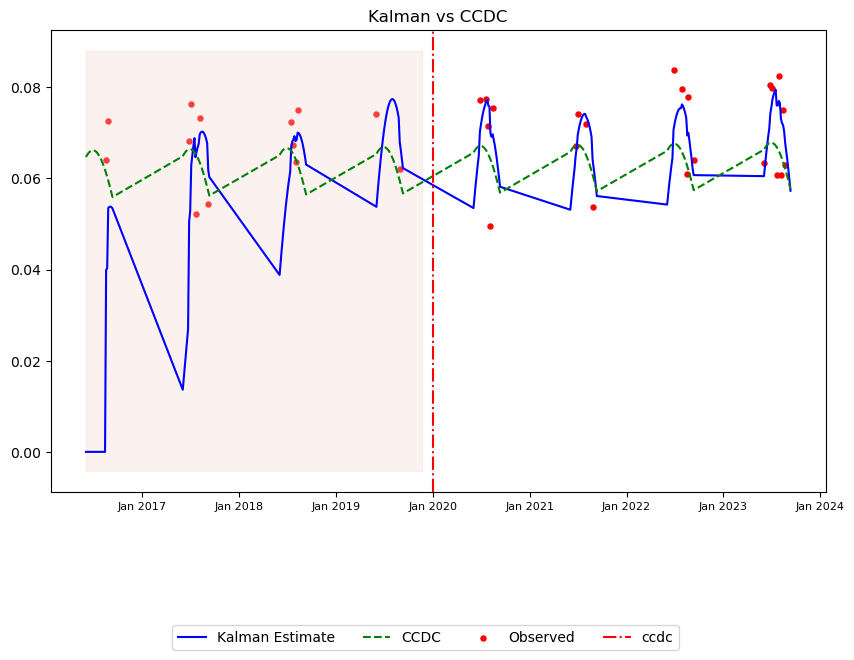 Kalman vs CCDC
0.08
0.06
0.04
0.02
0.00
Jan 2017 Jan 2018 Jan 2019 Jan 2020 Jan 2021 Jan 2022 Jan 2023 Jan 2024
Kalman Estimate CCDC Observed ccdc